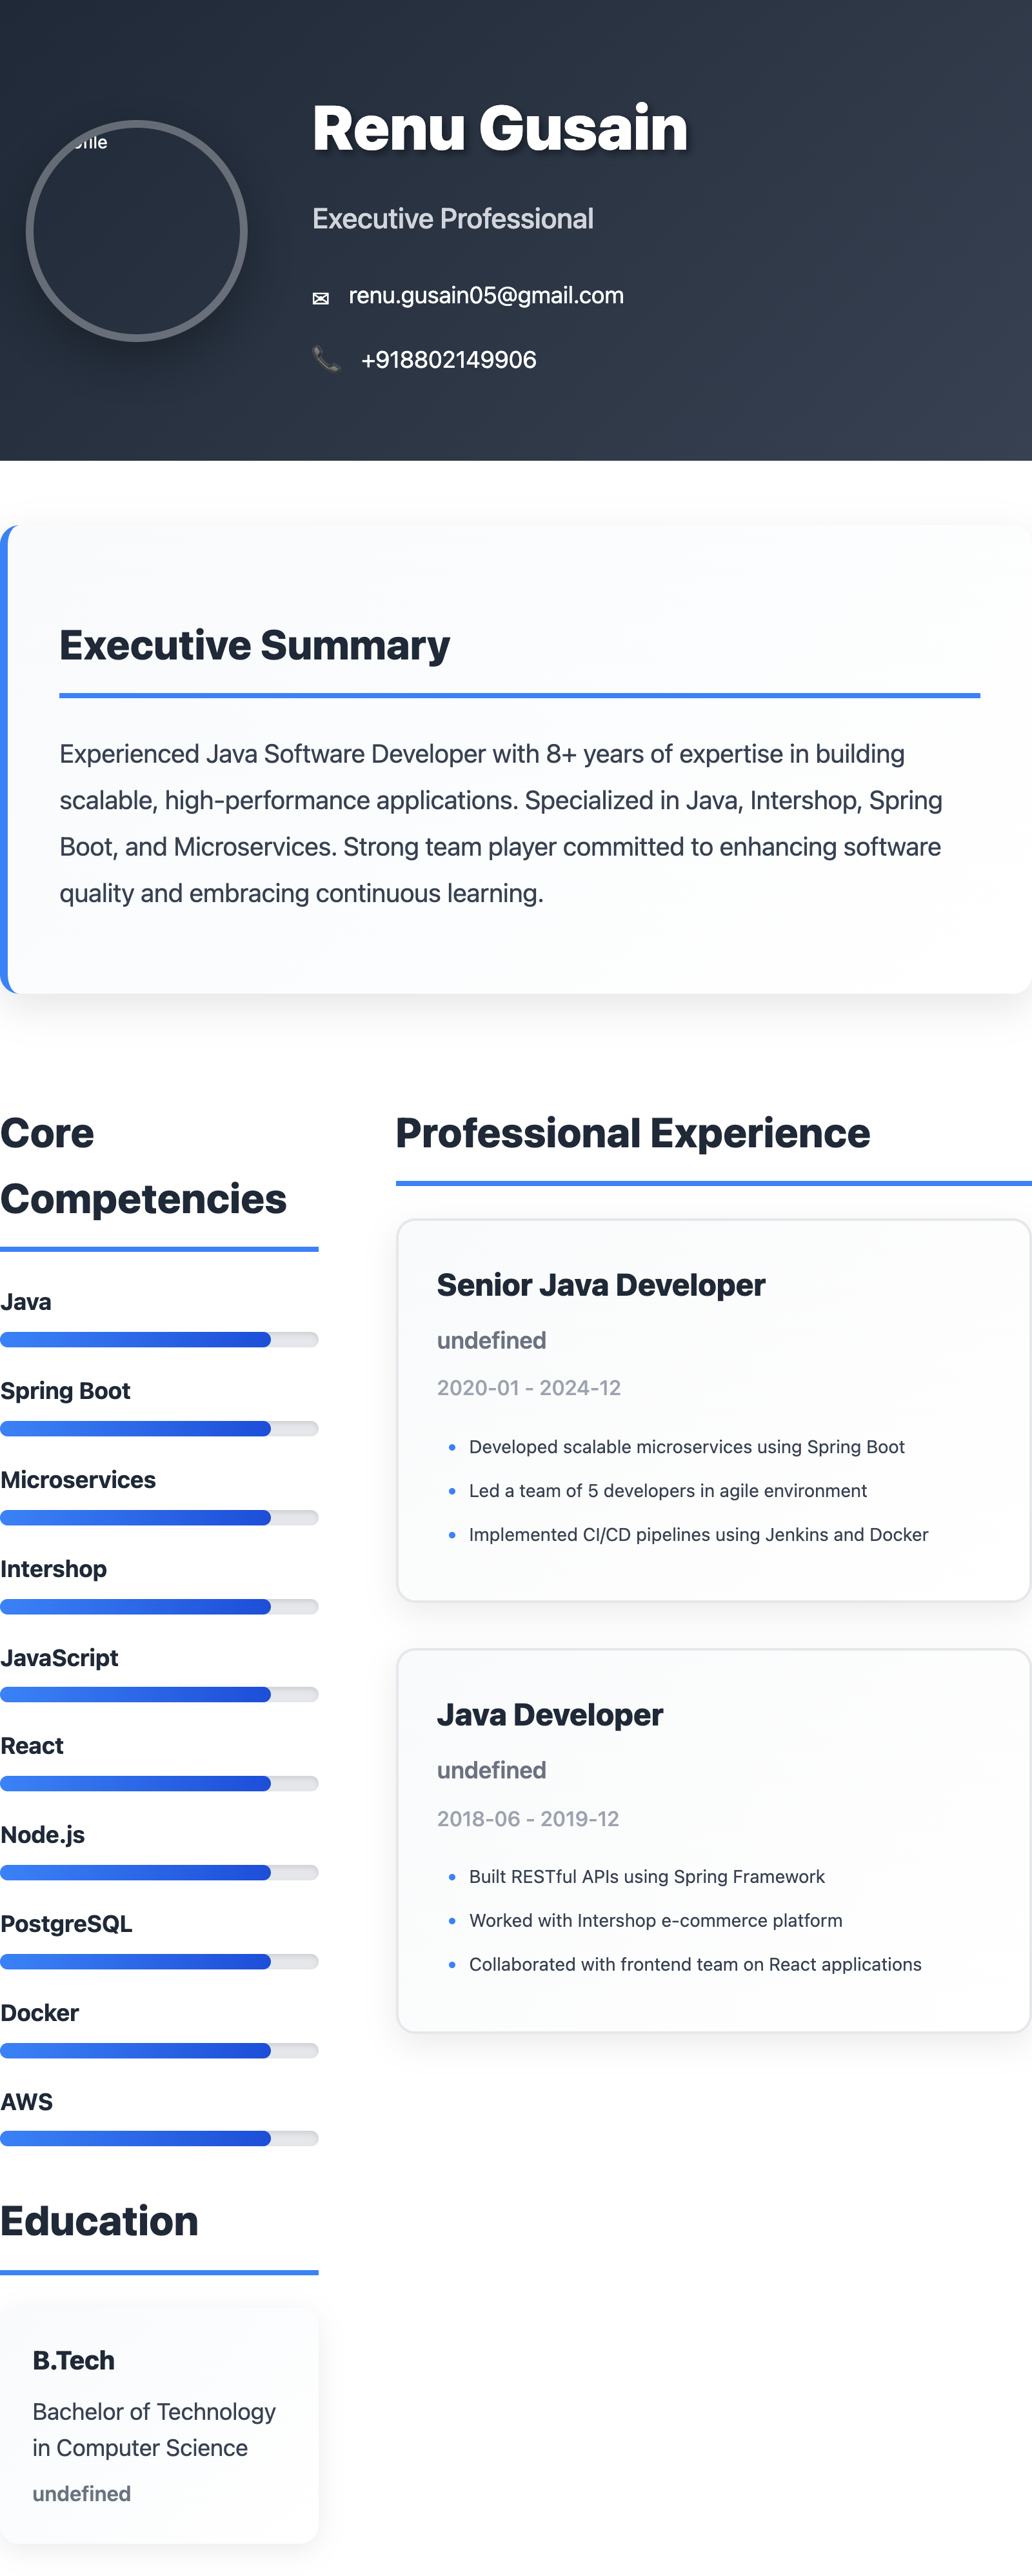 Renu Gusain
Executive Professional
✉ renu.gusain05@gmail.com
📞 +918802149906
Executive Summary
Experienced Java Software Developer with 8+ years of expertise in building
scalable, high-performance applications. Specialized in Java, Intershop, Spring
Boot, and Microservices. Strong team player committed to enhancing software
quality and embracing continuous learning.
Core
Competencies
Java
Spring Boot
Microservices
Intershop
JavaScript
React
Node.js
PostgreSQL
Docker
AWS
Education
B.Tech
Bachelor of Technology
in Computer Science
undefined
Professional Experience
Senior Java Developer
undefined
2020-01 - 2024-12
• Developed scalable microservices using Spring Boot
• Led a team of 5 developers in agile environment
• Implemented CI/CD pipelines using Jenkins and Docker
Java Developer
undefined
2018-06 - 2019-12
• Built RESTful APIs using Spring Framework
• Worked with Intershop e-commerce platform
• Collaborated with frontend team on React applications